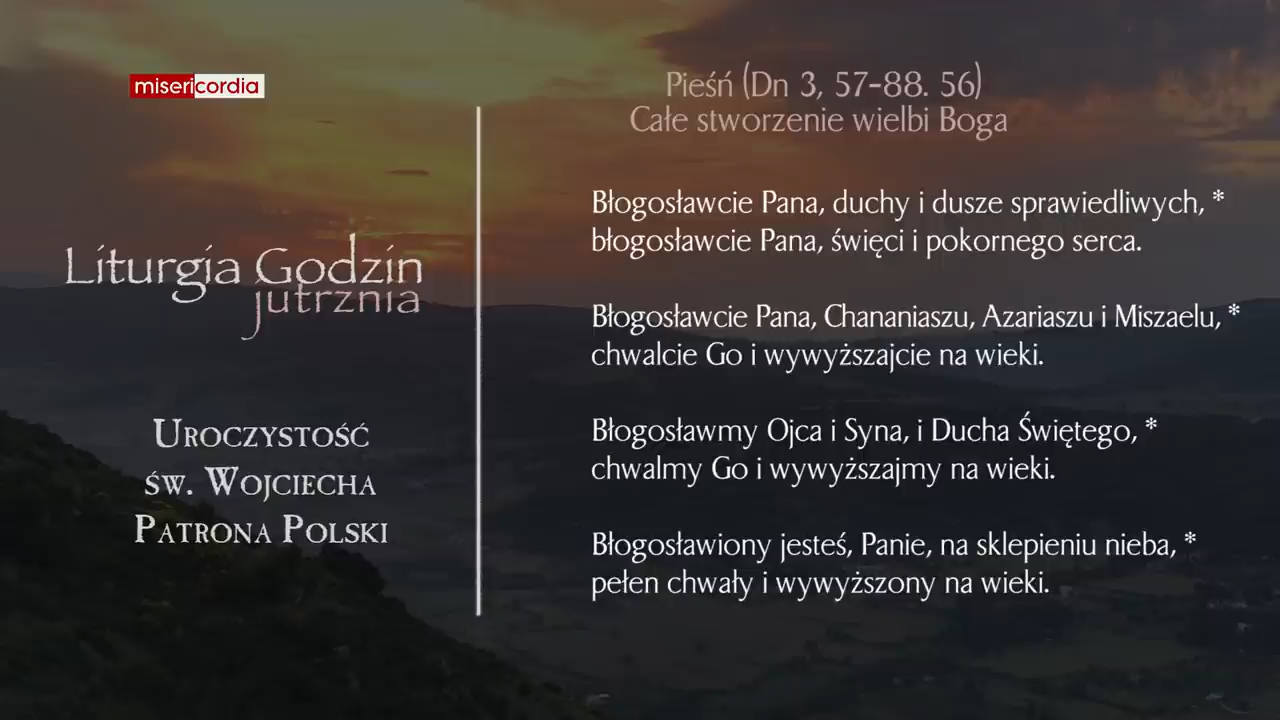 misericordia
Liturgia Godzin
jutrznia
Uroczystość
św. Wojciecha
Patrona Polski
Pieśń (Dn 3, 57-88. 56)
Całe stworzenie wielbi Boga
Błogosławcie Pana, duchy i dusze sprawiedliwych, *
błogosławcie Pana, święci i pokornego serca.
Błogosławcie Pana, Chananiaszu, Azariaszu i Miszaelu, *
chwalcie Go i wywyższajcie na wieki.
Błogosławmy Ojca i Syna, i Ducha Świętego, *
chwalmy Go i wywyższajmy na wieki.
Błogosławiony jesteś, Panie, na sklepieniu nieba, *
pełen chwały i wywyższony na wieki.